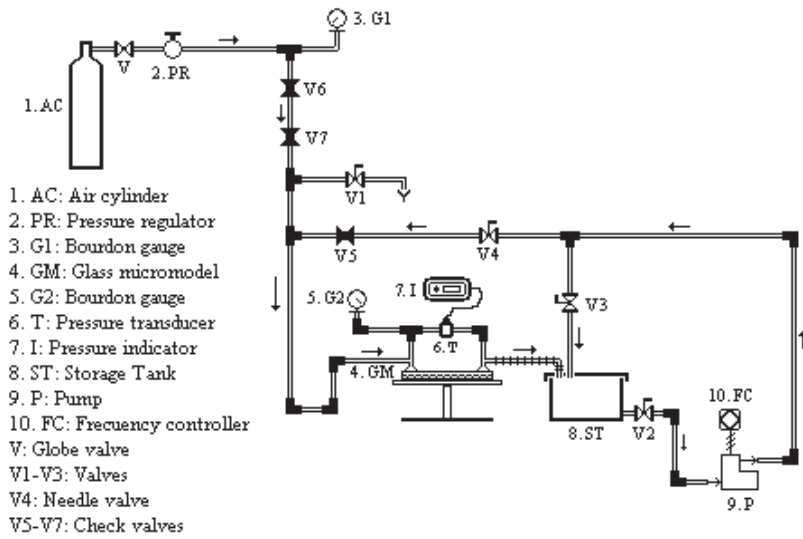 3. G1
V
2. PR
V6
1. AC
V7
V1
1. AC: Air cylinder
2. PR: Pressure regulator
3. G1: Bourdon gauge
4. GM: Glass micromodel
5. G2: Bourdon gauge
6. T: Pressure transducer
7. I: Pressure indicator
8. ST: Storage Tank
9. P: Pump
10. FC: Frecuency controller
V: Globe valve
V1-V3: Valves
V4: Needle valve
V5-V7: Check valves
V5
V4
7. I
5. G2
V3
6. T
4. GM
10. FC
8. ST
V2
9. P